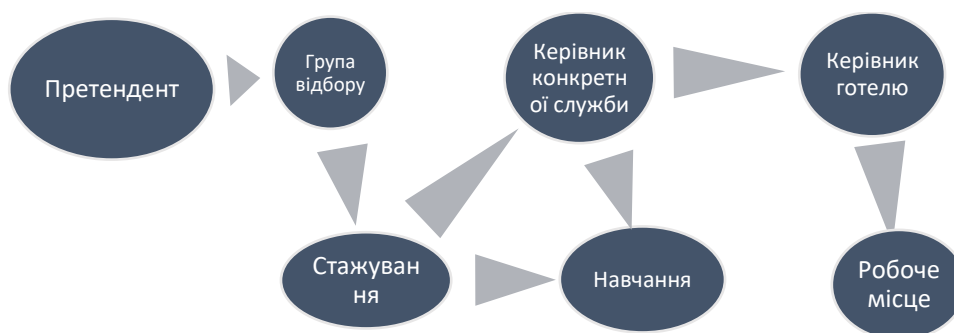 Претендент
Група
відбору
Керівник
конкретн
ої служби
Керівник
готелю
Стажуван
ня
Навчання
Робоче
місце